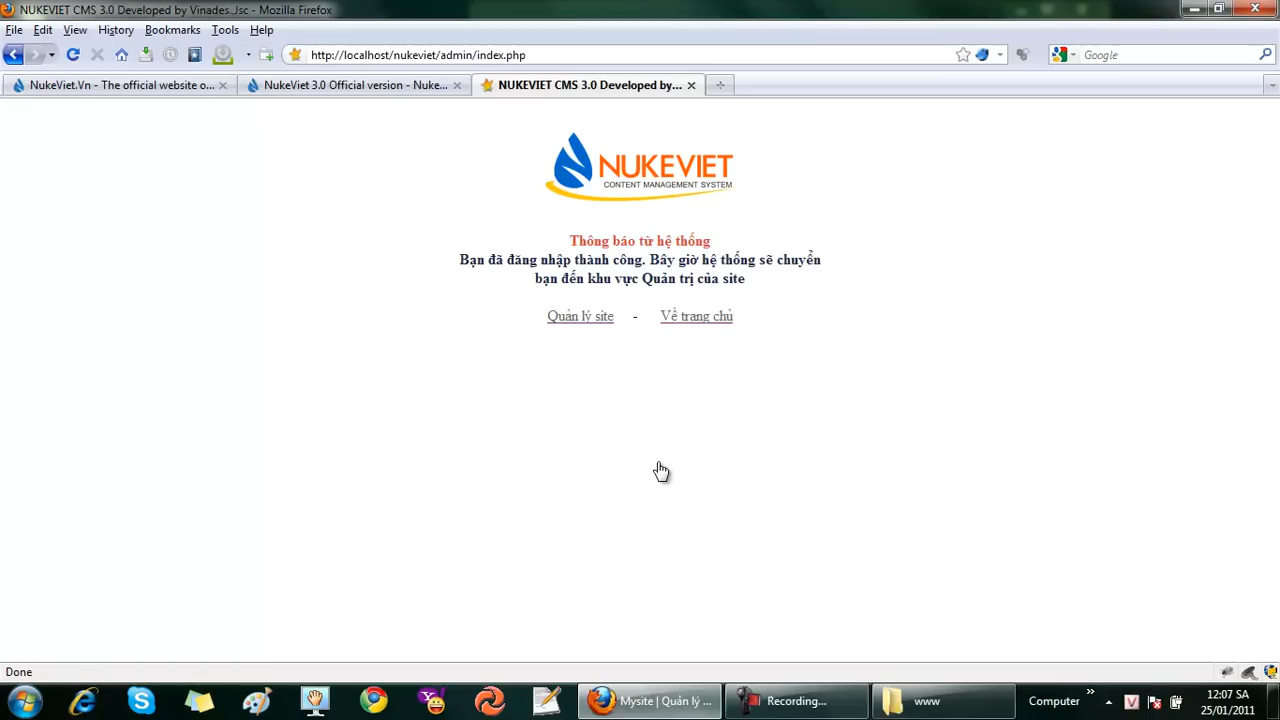 NUKEVIET CMS 3.0 Developed by Vinades.Jsc - Mozilla Firefox
File Edit View History Bookmarks Tools Help
http://localhost/nukeviet/admin/index.php
Google
NukeViet.Vn - The official website o...
NukeViet 3.0 Official version - Nuke...
NUKEVIET CMS 3.0 Developed by...
NUKEVIET
CONTENT MANAGEMENT SYSTEM
Thông báo từ hệ thống
Bạn đã đăng nhập thành công. Bây giờ hệ thống sẽ chuyển
bạn đến khu vực Quản trị của site
Quản lý site - Về trang chủ
Done
Mysite | Quản lý ...
Recording...
www
Computer
12:07 SA
25/01/2011